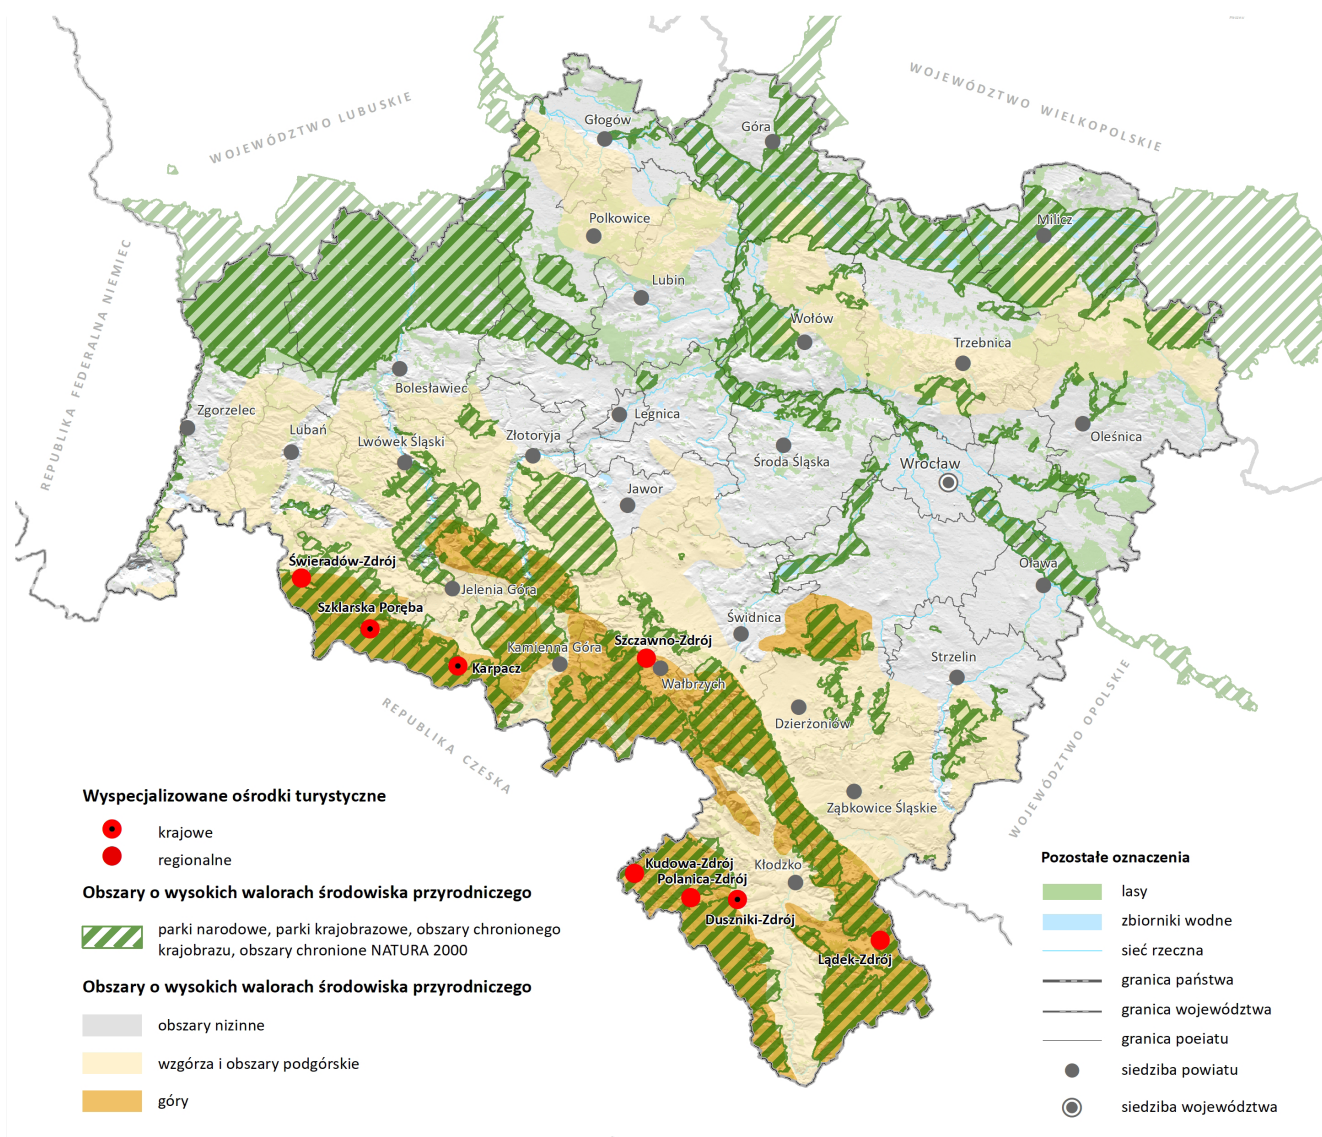 WOJEWÓDZTWO LUBUSKIE
WOJEWÓDZTWO WIELKOPOLSKIE
REPUBLIKA FEDERALNA NIEMIEC
Głogów
Góra
Polkowice
Milicz
Lubin
Wołów
Trzebnica
Bolesławiec
Zgorzelec
Lubań
Lwówek Śląski
Złotoryja
Legnica
Środa Śląska
Oleśnica
Wrocław
Jawor
Świeradów-Zdrój
Jelenia Góra
Oława
Szklarska Poręba
Świdnica
Kamienna Góra
Szczawno-Zdrój
Karpacz
Wałbrzych
Strzelin
REPUBLIKA CZESKA
WOJEWÓDZTWO OPOLSKIE
Dzierżoniów
Ząbkowice Śląskie
Kudowa-Zdrój
Kłodzko
Polanica-Zdrój
Duszniki-Zdrój
Lądek-Zdrój
Wyspecjalizowane ośrodki turystyczne
krajowe
regionalne
Obszary o wysokich walorach środowiska przyrodniczego
parki narodowe, parki krajobrazowe, obszary chronionego
krajobrazu, obszary chronione NATURA 2000
Obszary o wysokich walorach środowiska przyrodniczego
obszary nizinne
wzgórza i obszary podgórskie
góry
Pozostałe oznaczenia
lasy
zbiorniki wodne
sieć rzeczna
granica państwa
granica województwa
granica poeiatu
siedziba powiatu
siedziba województwa